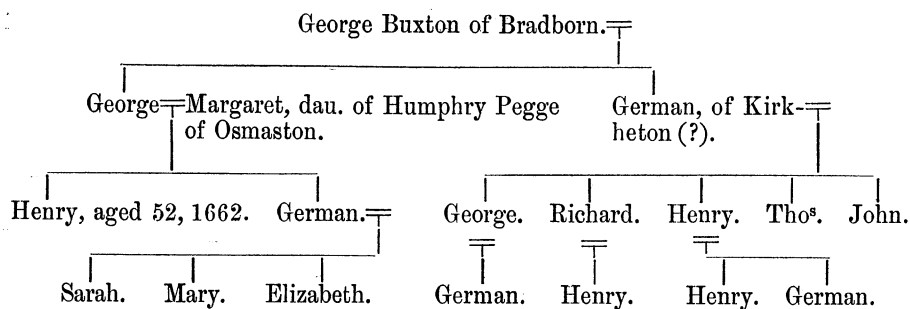 George Buxton of Bradborn.
George Margaret, dau. of Humphry Pegge
of Osmaston.
German, of Kirk-
heton (?).
Henry, aged 52, 1662. German. George. Richard. Henry. Thoˢ. John.
Sarah. Mary. Elizabeth. German. Henry. Henry. German.